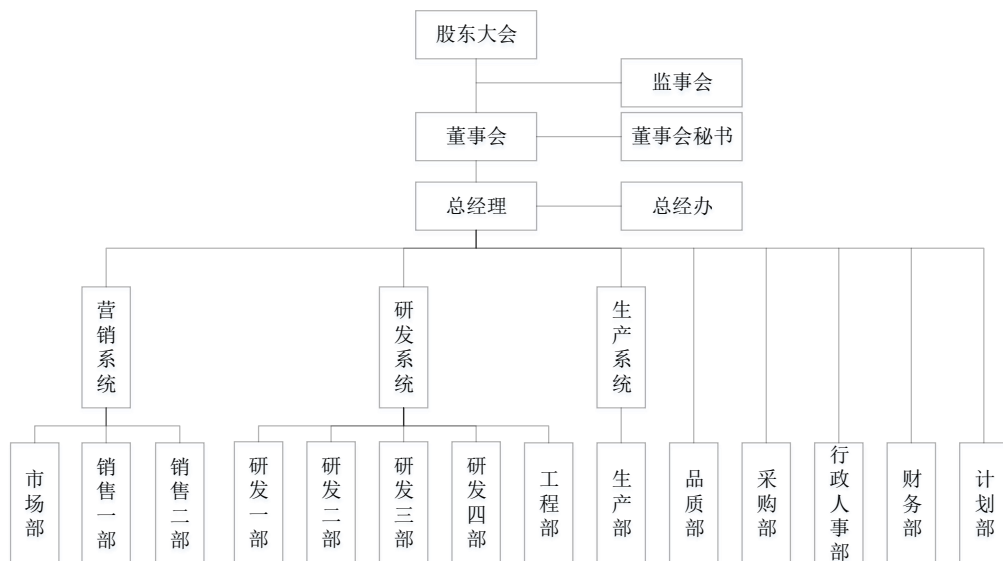 股东大会
监事会
董事会
董事会秘书
总经理
总经办
营销系统
研发系统
生产系统
市场部
销售一部
销售二部
研发一部
研发二部
研发三部
研发四部
工程部
生产部
品质部
采购部
行政人事部
财务部
计划部